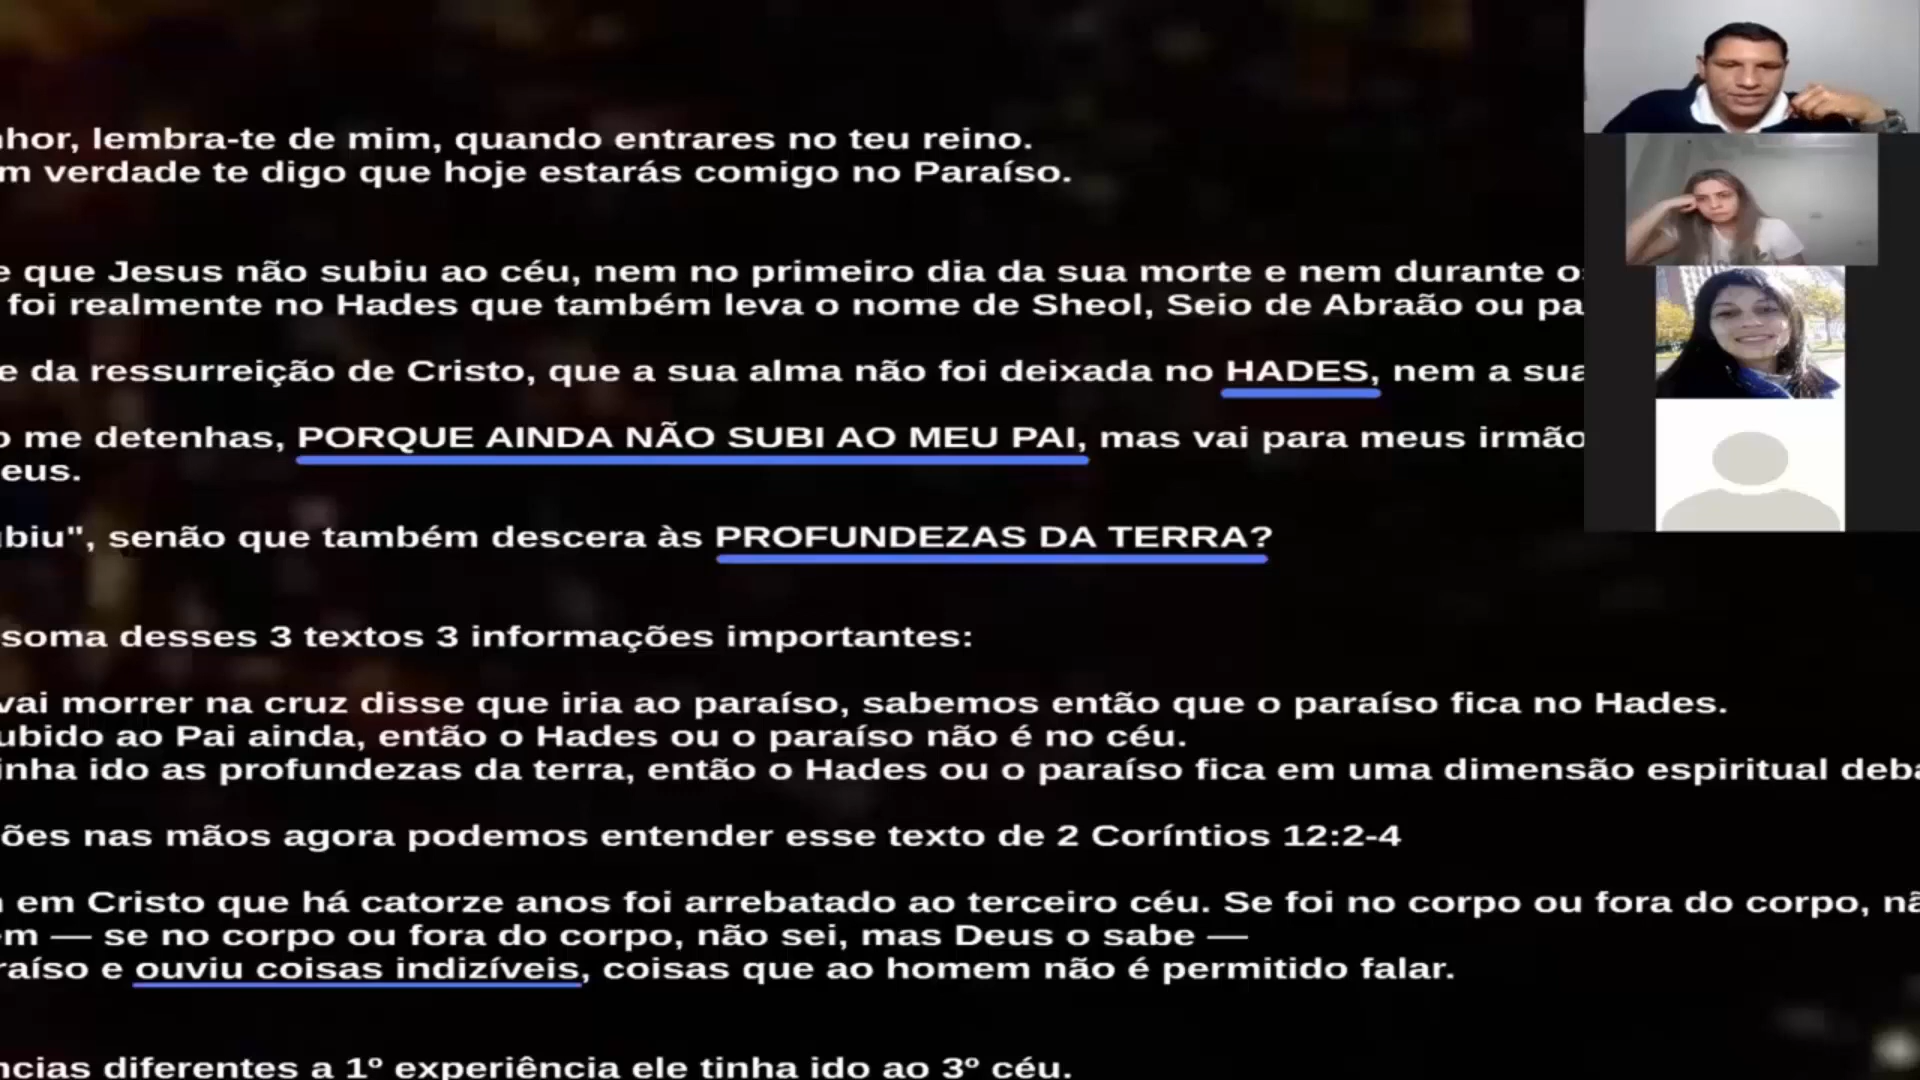 hor, lembra-te de mim, quando entrares no teu reino.
m verdade te digo que hoje estarás comigo no Paraíso.
e que Jesus não subiu ao céu, nem no primeiro dia da sua morte e nem durante o
foi realmente no Hades que também leva o nome de Sheol, Seio de Abraão ou pa
e da ressurreição de Cristo, que a sua alma não foi deixada no HADES, nem a sua
o me detenhas, PORQUE AINDA NÃO SUBI AO MEU PAI, mas vai para meus irmão
eus.
biu", senão que também descera às PROFUNDEZAS DA TERRA?
soma desses 3 textos 3 informações importantes:
vai morrer na cruz disse que iria ao paraíso, sabemos então que o paraíso fica no Hades.
ubido ao Pai ainda, então o Hades ou o paraíso não é no céu.
inha ido as profundezas da terra, então o Hades ou o paraíso fica em uma dimensão espiritual deba
ões nas mãos agora podemos entender esse texto de 2 Coríntios 12:2-4
em Cristo que há catorze anos foi arrebatado ao terceiro céu. Se foi no corpo ou fora do corpo, nã
em — se no corpo ou fora do corpo, não sei, mas Deus o sabe —
raíso e ouviu coisas indizíveis, coisas que ao homem não é permitido falar.
ncias diferentes a 1º experiência ele tinha ido ao 3º céu.